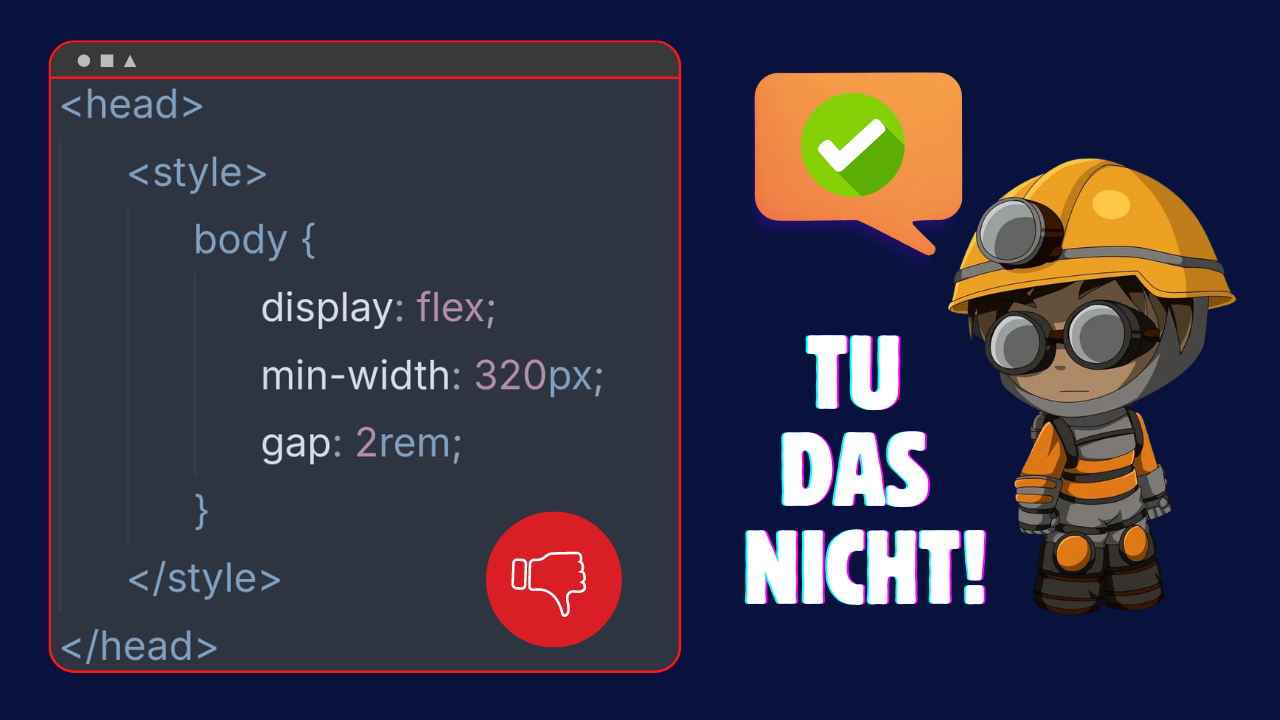 <head>
<style>
body {
display: flex;
min-width: 320px;
gap: 2rem;
}
</style>
</head>
TU
DAS
NICHT!